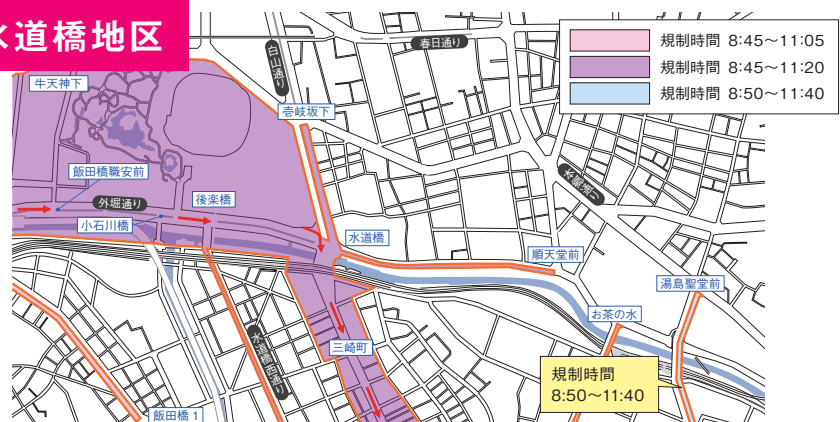 水道橋地区
規制時間 8:45～11:05
規制時間 8:45～11:20
規制時間 8:50～11:40
春日通り
白山通り
牛天神下
壱岐坂下
飯田橋職安前
本郷通り
外堀通り
後楽橋
小石川橋
水道橋
順天堂前
湯島聖堂前
お茶の水
三崎町
水道橋西通り
規制時間
8:50～11:40
飯田橋1